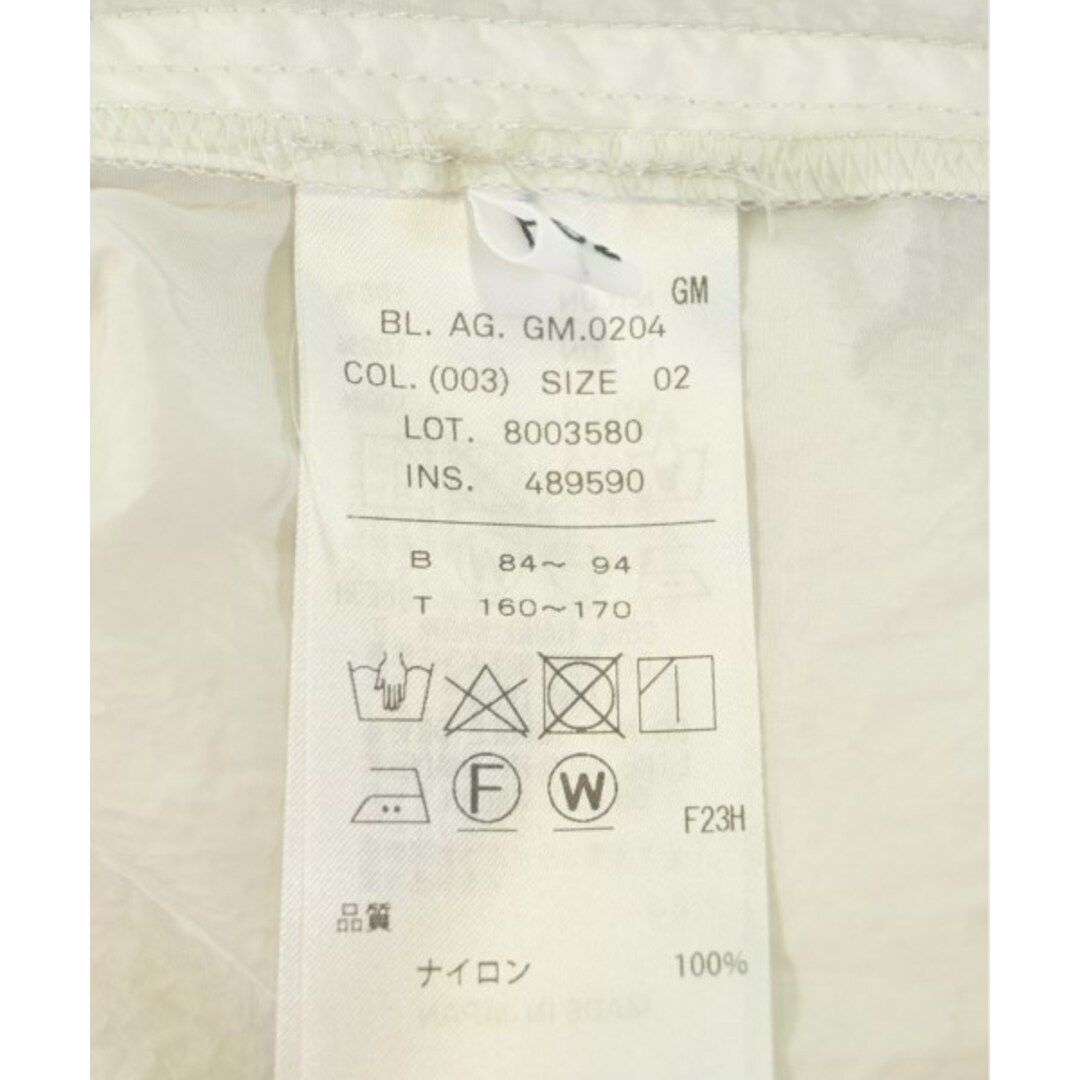 GM
BL. AG. GM.0204
COL. (003) SIZE 02
LOT. 8003580
INS. 489590
B 84～ 94
T 160～170
F W
F23H
品質
ナイロン 100%